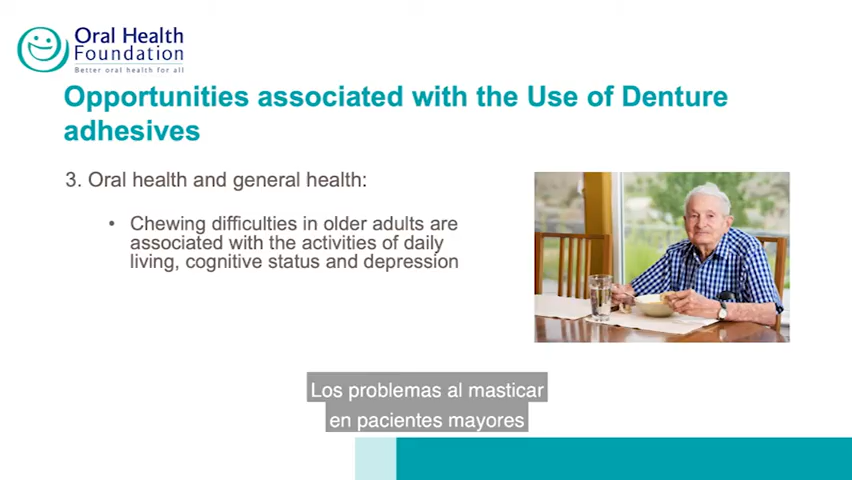 Oral Health
Foundation
Better oral health for all
Opportunities associated with the Use of Denture
adhesives
3. Oral health and general health:
• Chewing difficulties in older adults are
associated with the activities of daily
living, cognitive status and depression
Los problemas al masticar
en pacientes mayores